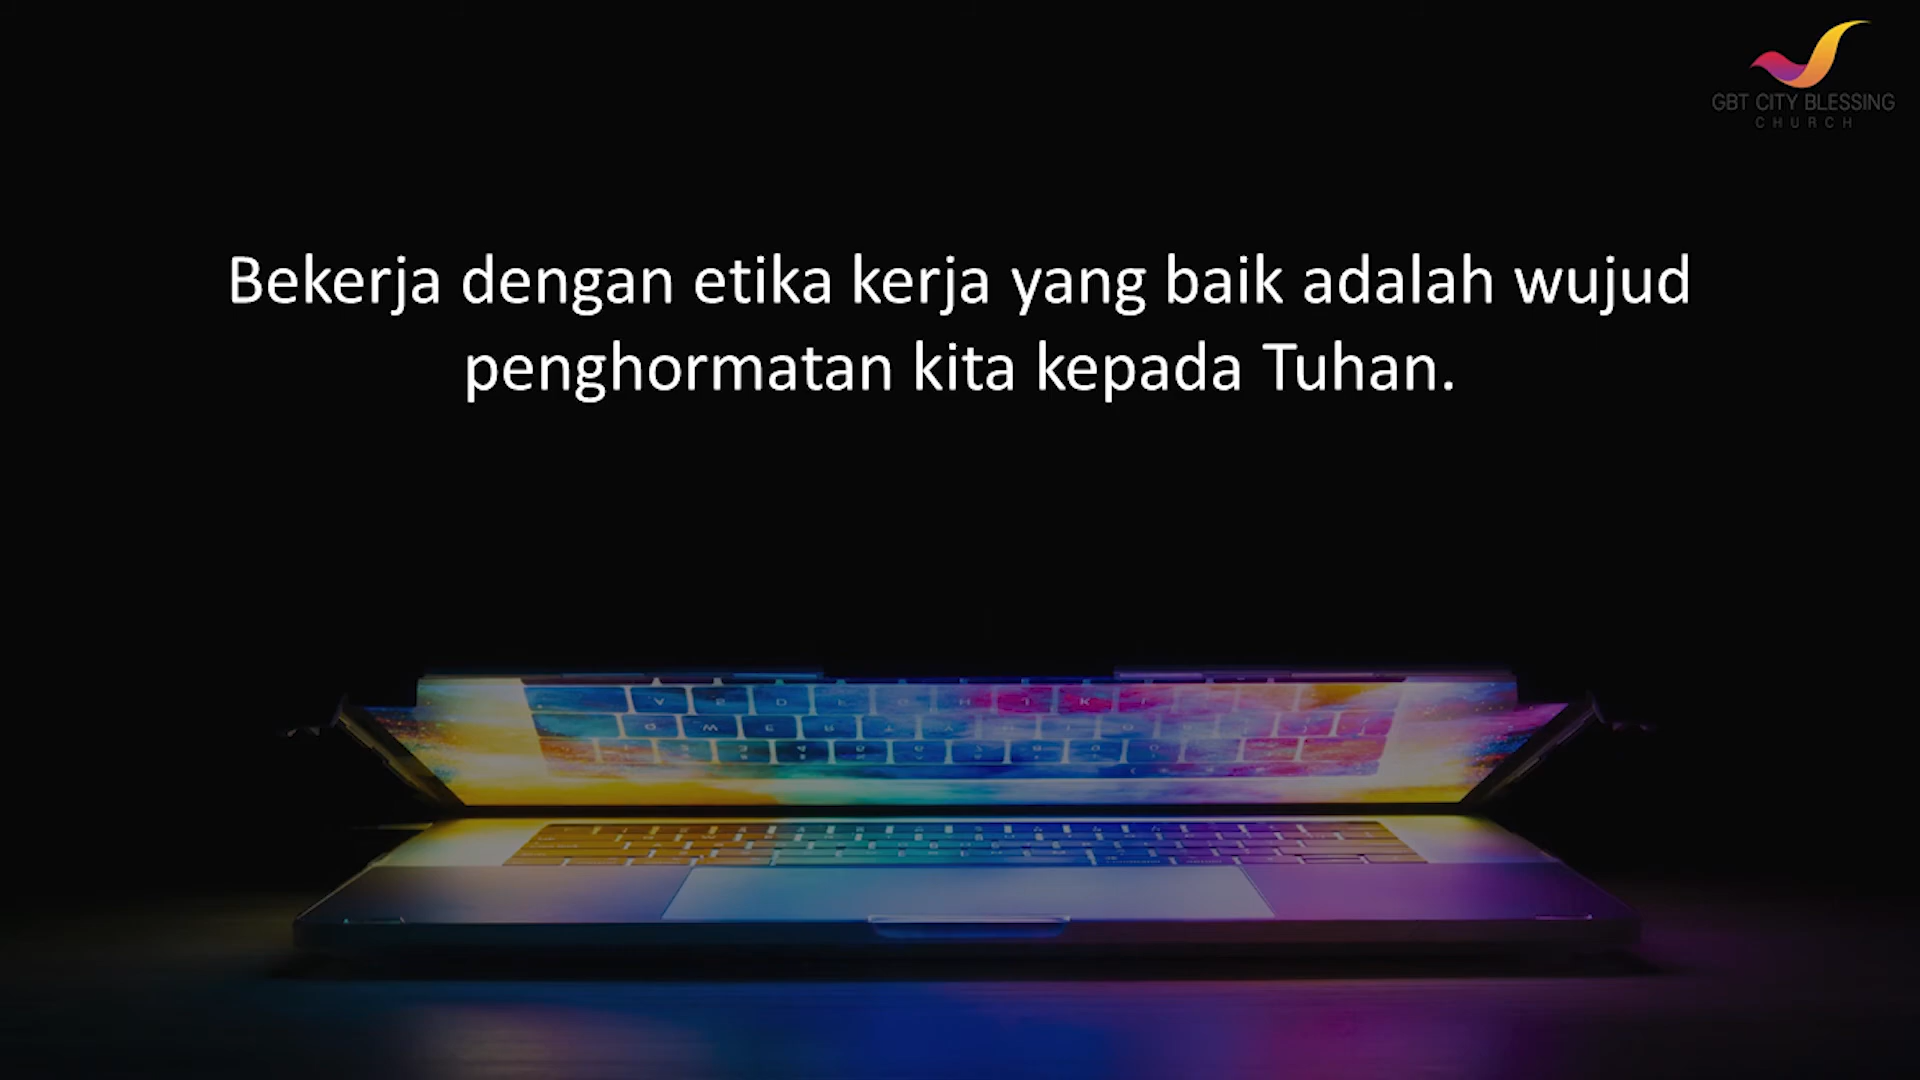 GBT CITY BLESSING
CHURCH
Bekerja dengan etika kerja yang baik adalah wujud
penghormatan kita kepada Tuhan.